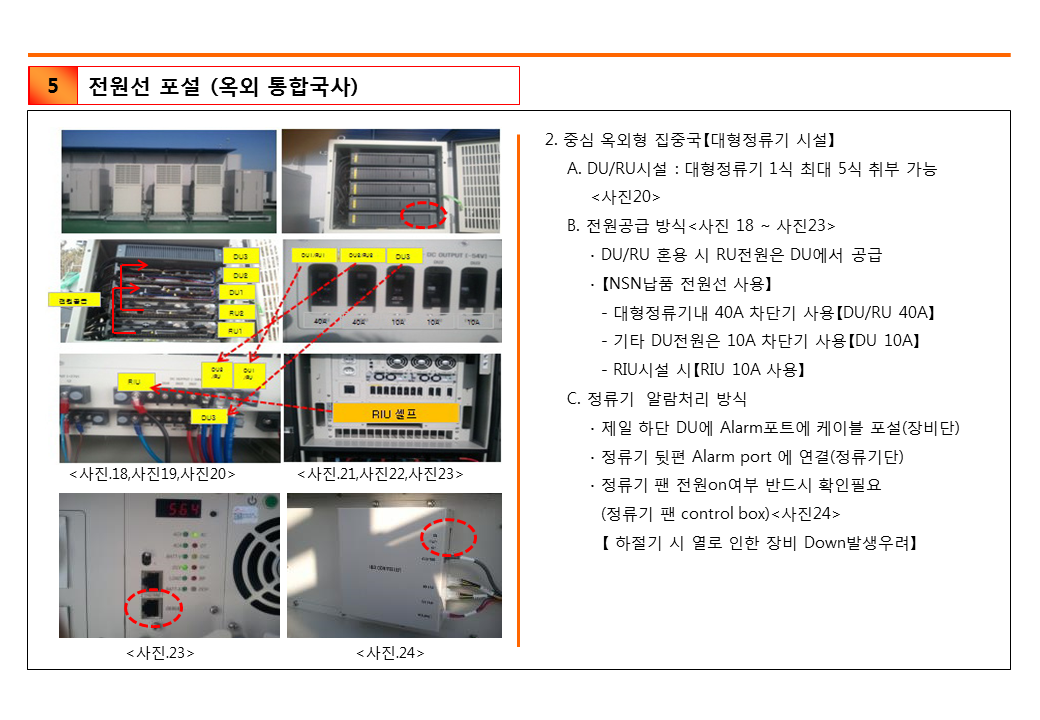 5
전원선 포설 (옥외 통합국사)
DU3
DU2
DU1
RU2
RU1
DU1/RU1
DU2/RU2
DU3
DC OUTPUT (-54V)
40A
40A
10A
10A
10A
RIU
DU2
/RU
DU1
/RU
DU3
RIU 셀프
<사진.18,사진19,사진20>
<사진.21,사진22,사진23>
564
<사진.23>
<사진.24>
2. 중심 옥외형 집중국【대형정류기 시설】
A. DU/RU시설 : 대형정류기 1식 최대 5식 취부 가능
<사진20>
B. 전원공급 방식<사진 18 ~ 사진23>
· DU/RU 혼용 시 RU전원은 DU에서 공급
· 【NSN납품 전원선 사용】
- 대형정류기내 40A 차단기 사용【DU/RU 40A】
- 기타 DU전원은 10A 차단기 사용【DU 10A】
- RIU시설 시【RIU 10A 사용】
C. 정류기 알람처리 방식
· 제일 하단 DU에 Alarm포트에 케이블 포설(장비단)
· 정류기 뒷편 Alarm port 에 연결(정류기단)
· 정류기 팬 전원on여부 반드시 확인필요
(정류기 팬 control box)<사진24>
【 하절기 시 열로 인한 장비 Down발생우려】